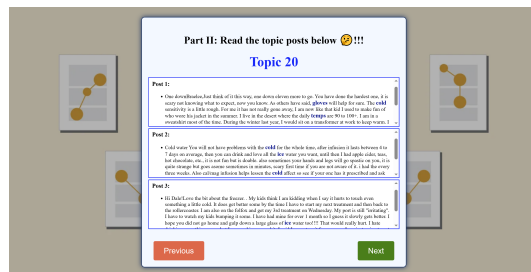 Part II: Read the topic posts below 🤔!!!
Topic 20
Post 1:
One down@medex,Just think of it this way, one down eleven more to go. You have done the hardest one, it is
scary not knowing what to expect, now you know. As others have said, gloves will help for sure. The cold
sensitivity is a little rough. For me it has not really gone away, I am now like that kid I used to make fun of
who wore his jacket in the summer. I live in the desert where the daily temps are 90 to 100+. I am in a
sweatshirt most of the time. During the winter last year, I would sit on a transformer at work to keep warm. I
Post 2:
Cold water You will not have problems with the cold for the whole time, after infusion it lasts between 6 to
7 days on average, then you can drink and have all the ice water you want, until then I had apple cider, teas,
hot chocolate, etc., it is not fun but is doable. also sometimes your hands and legs will go spastic on you, it is
quite strange but goes assume sometimes in minutes, scary first time if you are not aware of it. i had the every
three weeks. Also cal/mag infusion helps lessen the cold affect so see if your onc has it prescribed and ask
Post 3:
Hi Dale!Love the bit about the freezer... My kids think I am kidding when I say it hurts to touch even
something a little cold. It does get better some by the time I have to start my next treatment and then back to
the rollercoaster. I am also on the folfox and get my 3rd treatment on Wednesday. My port is still "irritating".
I have to watch my kids bumping it some. I have had mine for over 1 month so I guess it slowly gets better. I
hope you did not go home and gulp down a large glass of ice water too!!! That would really hurt. I hate
Previous
Next